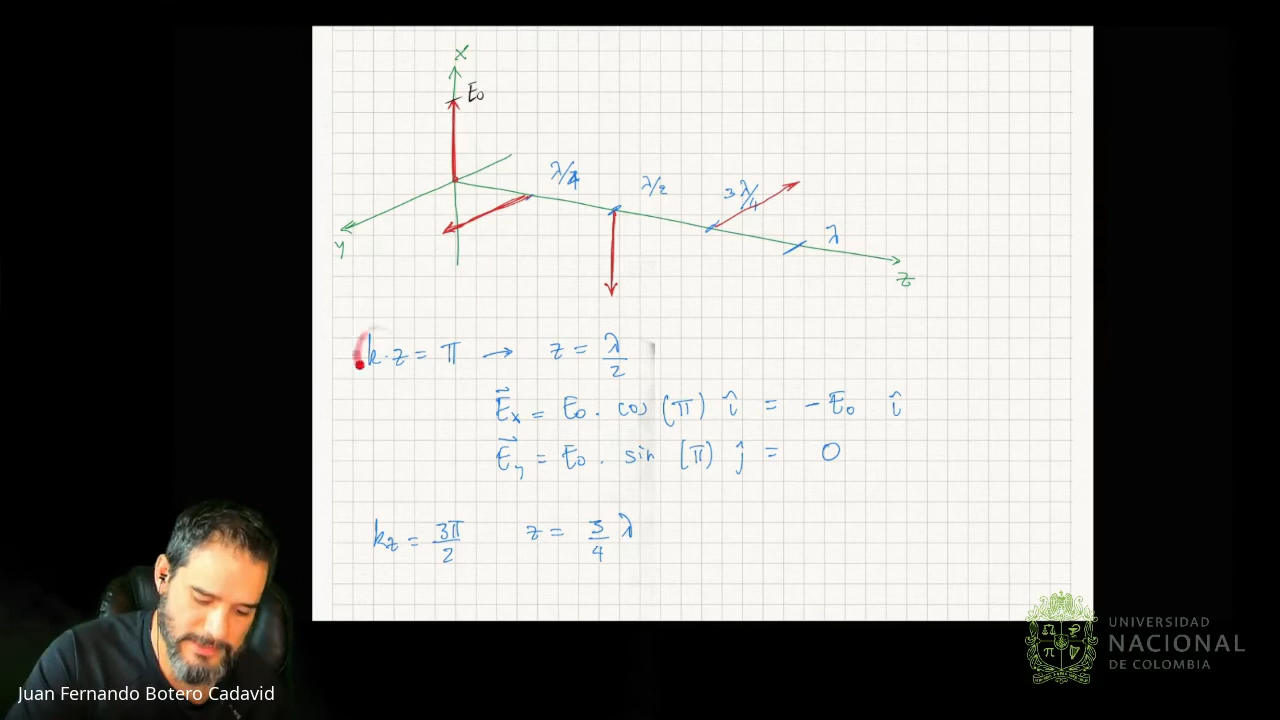 x
E₀
λ/4
λ/2
3λ/4
λ
y
z
k·z = π → z = λ/2
E⃗ₓ = E₀ · cos (π) î = -E₀ î
E⃗ᵧ = E₀ · sin (π) ĵ = 0
kz = 3π/2 z = 3/4 λ
UNIVERSIDAD
NACIONAL
DE COLOMBIA
Juan Fernando Botero Cadavid